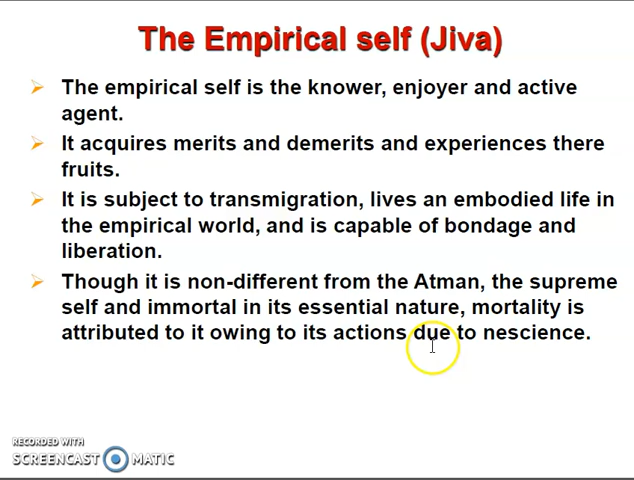 The Empirical self (Jiva)
The empirical self is the knower, enjoyer and active
agent.
It acquires merits and demerits and experiences there
fruits.
It is subject to transmigration, lives an embodied life in
the empirical world, and is capable of bondage and
liberation.
Though it is non-different from the Atman, the supreme
self and immortal in its essential nature, mortality is
attributed to it owing to its actions due to nescience.
RECORDED WITH
SCREENCAST MATIC